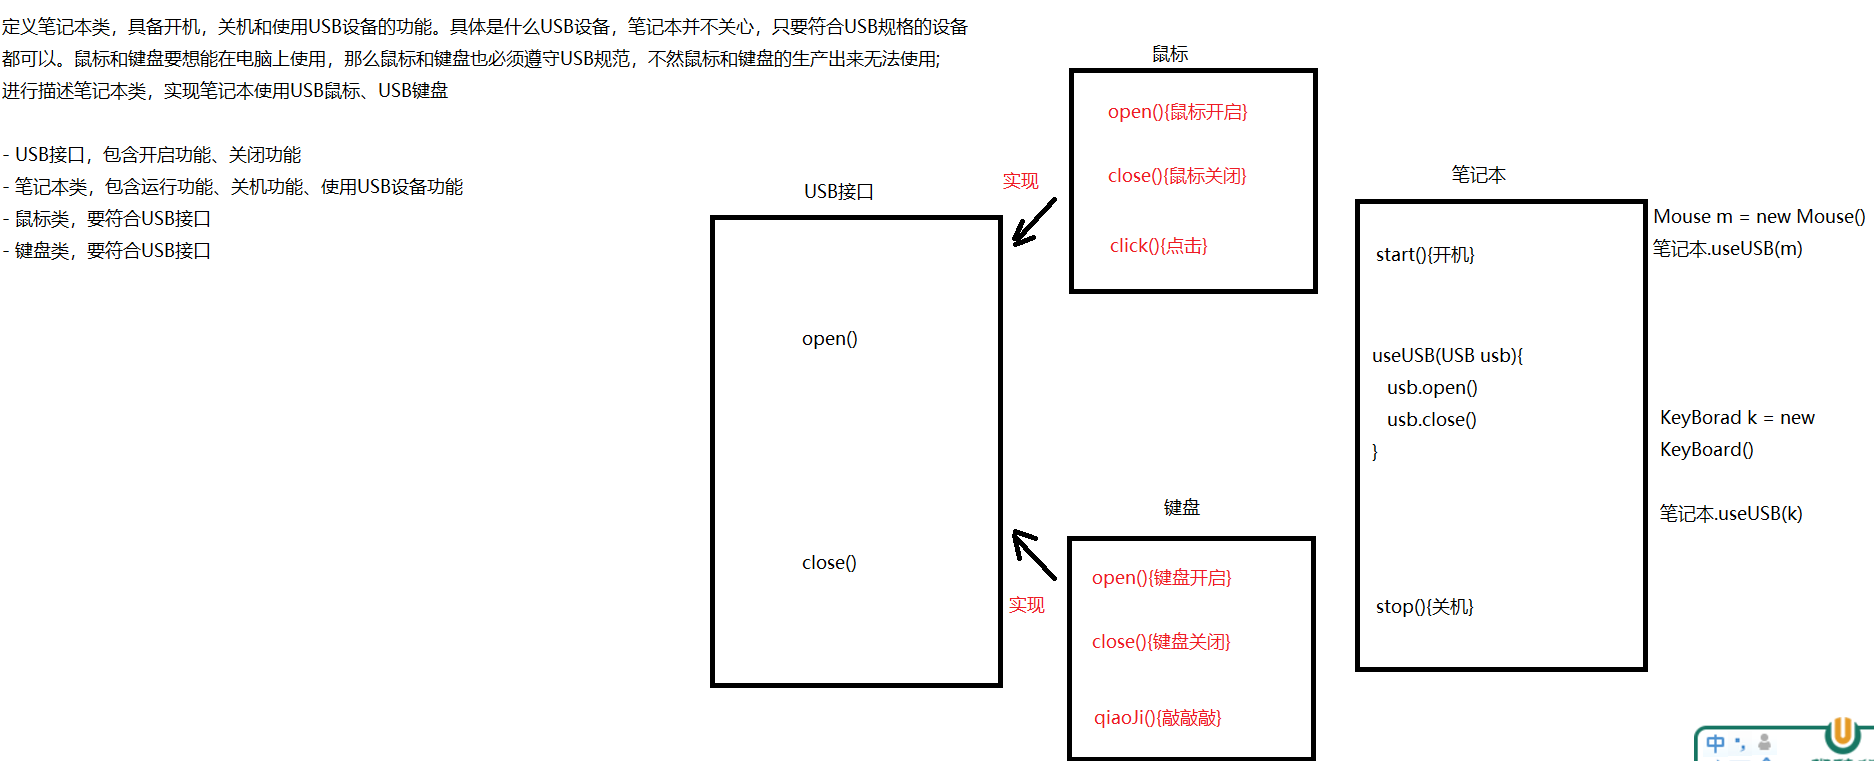 定义笔记本类，具备开机，关机和使用USB设备的功能。具体是什么USB设备，笔记本并不关心，只要符合USB规格的设备
都可以。鼠标和键盘要想能在电脑上使用，那么鼠标和键盘也必须遵守USB规范，不然鼠标和键盘的生产出来无法使用;
进行描述笔记本类，实现笔记本使用USB鼠标、USB键盘
- USB接口，包含开启功能、关闭功能
- 笔记本类，包含运行功能、关机功能、使用USB设备功能
- 鼠标类，要符合USB接口
- 键盘类，要符合USB接口
USB接口
open()
close()
实现
实现
鼠标
open(){鼠标开启}
close(){鼠标关闭}
click(){点击}
键盘
open(){键盘开启}
close(){键盘关闭}
qiaoJi(){敲敲敲}
笔记本
start(){开机}
useUSB(USB usb){
usb.open()
usb.close()
}
stop(){关机}
Mouse m = new Mouse()
笔记本.useUSB(m)
KeyBorad k = new
KeyBoard()
笔记本.useUSB(k)
中